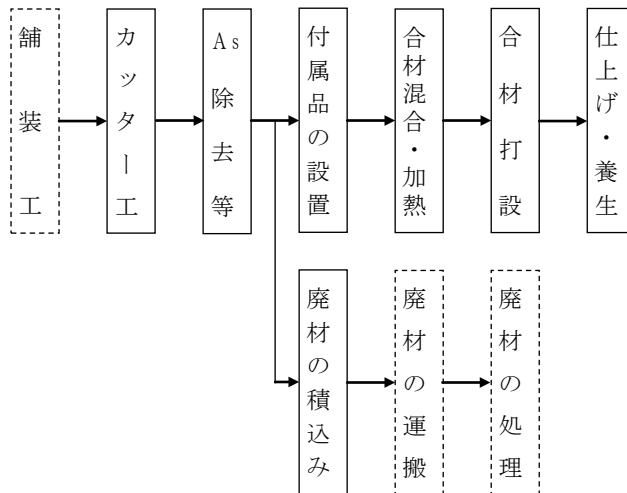 舗装工
カッター工
As除去等
付属品の設置
合材混合・加熱
合材打設
仕上げ・養生
廃材の積込み
廃材の運搬
廃材の処理